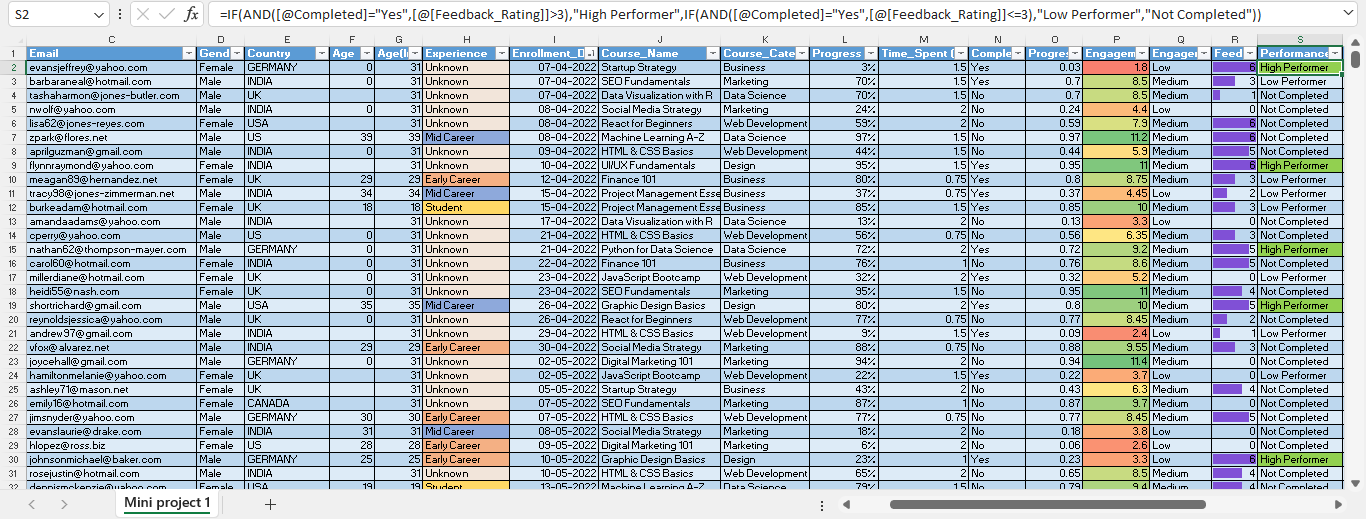 S2 =IF(AND([@Completed]="Yes",[@[Feedback_Rating]]>3),"High Performer",IF(AND([@Completed]="Yes",[@[Feedback_Rating]]<=3),"Low Performer","Not Completed"))
C D E F G H I J K L M N O P Q R S
1 Email Gend Country Age Age(I Experience Enrollment_D Course_Name Course_Cate Progress Time_Spent ( Comple Progre Engagem Engager Feed Performance
2 evansjeffrey@yahoo.com Female GERMANY 0 31 Unknown 07-04-2022 Startup Strategy Business 3% 1.5 Yes 0.03 1.8 Low 6 High Performer
3 barbaraneal@hotmail.com Male INDIA 0 31 Unknown 07-04-2022 SEO Fundamentals Marketing 70% 1.5 Yes 0.7 8.5 Medium 3 Low Performer
4 tashaharmon@jones-butler.com Male UK 0 31 Unknown 07-04-2022 Data Visualization with R Data Science 70% 1.5 No 0.7 8.5 Medium 1 Not Completed
5 nwolf@yahoo.com Male INDIA 0 31 Unknown 08-04-2022 Social Media Strategy Marketing 24% 2 No 0.24 4.4 Low 0 Not Completed
6 lisa62@jones-reyes.com Female USA 0 31 Unknown 08-04-2022 React for Beginners Web Development 59% 2 No 0.59 7.9 Medium 6 Not Completed
7 zpark@flores.net Male US 39 39 Mid Career 08-04-2022 Machine Learning A-Z Data Science 97% 1.5 No 0.97 11.2 Medium 6 Not Completed
8 aprilguzman@gmail.com Male INDIA 0 31 Unknown 09-04-2022 HTML & CSS Basics Web Development 44% 1.5 No 0.44 5.9 Medium 5 Not Completed
9 flynnraymond@yahoo.com Female INDIA 31 Unknown 10-04-2022 UI/UX Fundamentals Design 95% 1.5 Yes 0.95 11 Medium 6 High Performer
10 meagan89@hernandez.net Female UK 29 29 Early Career 12-04-2022 Finance 101 Business 80% 0.75 Yes 0.8 8.75 Medium 3 Low Performer
11 tracy98@jones-zimmerman.net Male INDIA 34 34 Mid Career 15-04-2022 Project Management Esse Business 37% 0.75 Yes 0.37 4.45 Low 2 Low Performer
12 burkeadam@hotmail.com Female UK 18 18 Student 15-04-2022 Project Management Esse Business 85% 1.5 Yes 0.85 10 Medium 3 Low Performer
13 amandaadams@yahoo.com Male INDIA 31 Unknown 17-04-2022 Data Visualization with R Data Science 13% 2 No 0.13 3.3 Low 0 Not Completed
14 cperry@yahoo.com Male US 0 31 Unknown 21-04-2022 HTML & CSS Basics Web Development 56% 0.75 No 0.56 6.35 Medium 3 Not Completed
15 nathan62@thompson-mayer.com Male GERMANY 0 31 Unknown 21-04-2022 Python for Data Science Data Science 72% 2 Yes 0.72 9.2 Medium 5 High Performer
16 carol60@hotmail.com Female INDIA 0 31 Unknown 22-04-2022 Finance 101 Business 76% 1 No 0.76 8.6 Medium 5 Not Completed
17 millerdiane@hotmail.com Female UK 0 31 Unknown 23-04-2022 JavaScript Bootcamp Web Development 32% 2 Yes 0.32 5.2 Medium 0 Low Performer
18 heidi55@nash.com Female UK 0 31 Unknown 23-04-2022 SEO Fundamentals Marketing 95% 1.5 No 0.95 11 Medium 4 Not Completed
19 shortrichard@gmail.com Male USA 35 35 Mid Career 26-04-2022 Graphic Design Basics Design 80% 2 Yes 0.8 10 Medium 5 High Performer
20 reynoldsjessica@yahoo.com Male UK 0 31 Unknown 26-04-2022 React for Beginners Web Development 77% 0.75 No 0.77 8.45 Medium 2 Not Completed
21 andrew97@gmail.com Male INDIA 31 Unknown 29-04-2022 HTML & CSS Basics Web Development 9% 1.5 Yes 0.09 2.4 Low 1 Low Performer
22 vfox@alvarez.net Male INDIA 29 29 Early Career 30-04-2022 Social Media Strategy Marketing 88% 0.75 No 0.88 9.55 Medium 3 Not Completed
23 joycehall@gmail.com Male GERMANY 0 31 Unknown 02-05-2022 Digital Marketing 101 Marketing 94% 2 No 0.94 11.4 Medium 0 Not Completed
24 hamiltonmelanie@yahoo.com Female UK 31 Unknown 02-05-2022 JavaScript Bootcamp Web Development 22% 1.5 Yes 0.22 3.7 Low 0 Low Performer
25 ashley71@mason.net Female UK 31 Unknown 05-05-2022 Startup Strategy Business 43% 2 No 0.43 6.3 Medium 4 Not Completed
26 emily16@hotmail.com Female CANADA 31 Unknown 07-05-2022 SEO Fundamentals Marketing 87% 1 No 0.87 9.7 Medium 0 Not Completed
27 jimsnyder@yahoo.com Male GERMANY 30 30 Early Career 07-05-2022 HTML & CSS Basics Web Development 77% 0.75 No 0.77 8.45 Medium 5 Not Completed
28 evanslaurie@drake.com Male INDIA 31 31 Mid Career 08-05-2022 Social Media Strategy Marketing 18% 2 No 0.18 3.8 Low 0 Not Completed
29 hlopez@ross.biz Female US 28 28 Early Career 09-05-2022 Digital Marketing 101 Marketing 6% 2 No 0.06 2.6 Low 0 Not Completed
30 johnsonmichael@baker.com Male GERMANY 25 25 Early Career 10-05-2022 Graphic Design Basics Design 23% 1 Yes 0.23 3.3 Low 6 High Performer
31 rosejustin@hotmail.com Male INDIA 31 Unknown 10-05-2022 HTML & CSS Basics Web Development 65% 2 No 0.65 8.5 Medium 4 Not Completed
32 dennismckenzie@yahoo.com Female USA 19 19 Student 13-05-2022 Machine Learning A-Z Data Science 79% 1.5 No 0.79 9.4 Medium 4 Not Completed
Mini project 1